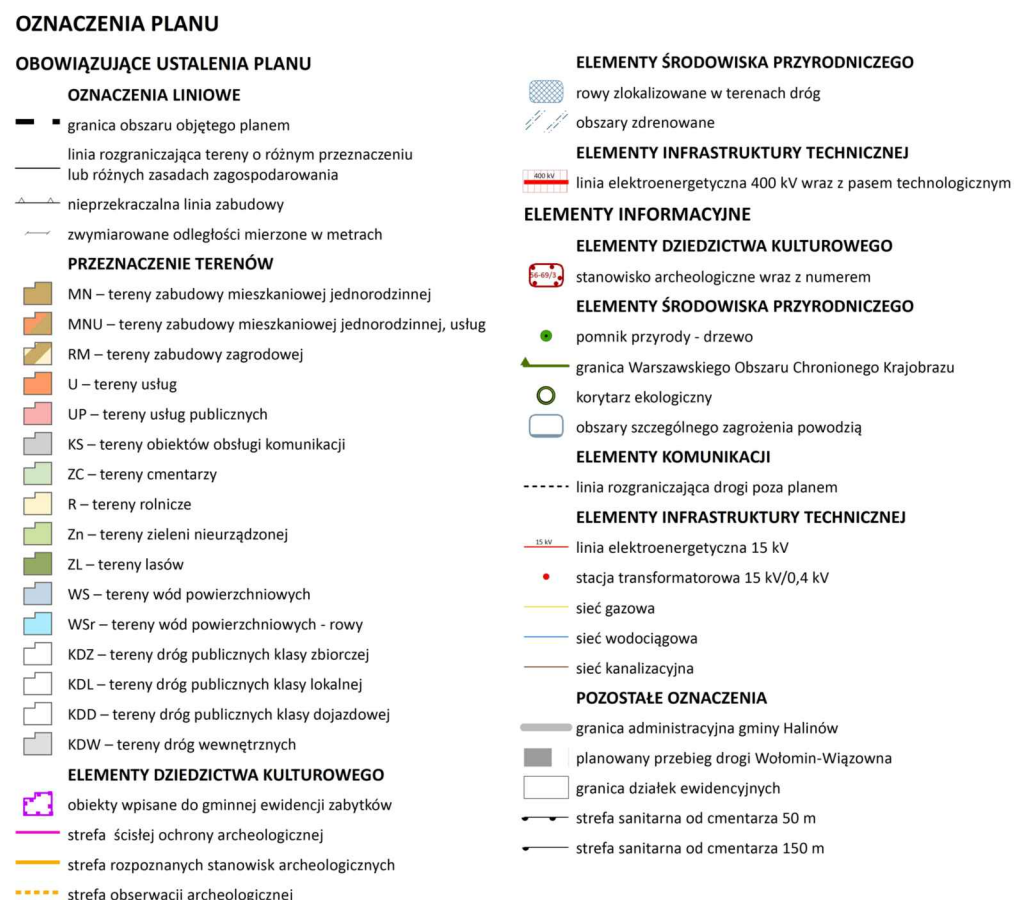 OZNACZENIA PLANU
OBOWIĄZUJĄCE USTALENIA PLANU
OZNACZENIA LINIOWE
granica obszaru objętego planem
linia rozgraniczająca tereny o różnym przeznaczeniu
lub różnych zasadach zagospodarowania
nieprzekraczalna linia zabudowy
zwymiarowane odległości mierzone w metrach
PRZEZNACZENIE TERENÓW
MN – tereny zabudowy mieszkaniowej jednorodzinnej
MNU – tereny zabudowy mieszkaniowej jednorodzinnej, usług
RM – tereny zabudowy zagrodowej
U – tereny usług
UP – tereny usług publicznych
KS – tereny obiektów obsługi komunikacji
ZC – tereny cmentarzy
R – tereny rolnicze
Zn – tereny zieleni nieurządzonej
ZL – tereny lasów
WS – tereny wód powierzchniowych
WSr – tereny wód powierzchniowych - rowy
KDZ – tereny dróg publicznych klasy zbiorczej
KDL – tereny dróg publicznych klasy lokalnej
KDD – tereny dróg publicznych klasy dojazdowej
KDW – tereny dróg wewnętrznych
ELEMENTY DZIEDZICTWA KULTUROWEGO
obiekty wpisane do gminnej ewidencji zabytków
strefa ścisłej ochrony archeologicznej
strefa rozpoznanych stanowisk archeologicznych
strefa obserwacji archeologicznej
ELEMENTY ŚRODOWISKA PRZYRODNICZEGO
rowy zlokalizowane w terenach dróg
obszary zdrenowane
ELEMENTY INFRASTRUKTURY TECHNICZNEJ
400 kV
linia elektroenergetyczna 400 kV wraz z pasem technologicznym
ELEMENTY INFORMACYJNE
ELEMENTY DZIEDZICTWA KULTUROWEGO
56-69/3
stanowisko archeologiczne wraz z numerem
ELEMENTY ŚRODOWISKA PRZYRODNICZEGO
pomnik przyrody - drzewo
granica Warszawskiego Obszaru Chronionego Krajobrazu
korytarz ekologiczny
obszary szczególnego zagrożenia powodzią
ELEMENTY KOMUNIKACJI
linia rozgraniczająca drogi poza planem
ELEMENTY INFRASTRUKTURY TECHNICZNEJ
15 kV
linia elektroenergetyczna 15 kV
stacja transformatorowa 15 kV/0,4 kV
sieć gazowa
sieć wodociągowa
sieć kanalizacyjna
POZOSTAŁE OZNACZENIA
granica administracyjna gminy Halinów
planowany przebieg drogi Wołomin-Wiązowna
granica działek ewidencyjnych
strefa sanitarna od cmentarza 50 m
strefa sanitarna od cmentarza 150 m